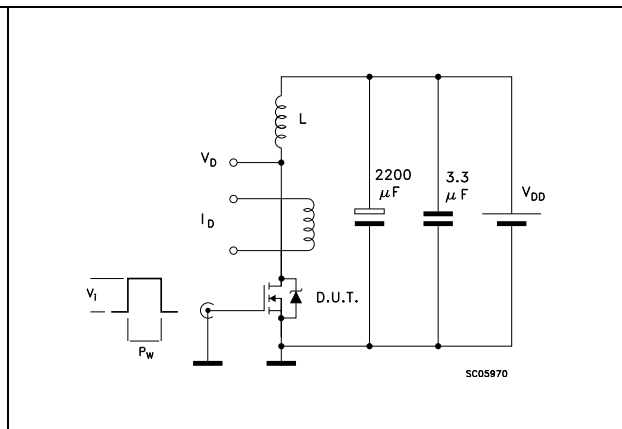 L
V_D
2200
μF
3.3
μF
V_DD
I_D
V_i
D.U.T.
P_W
SC05970